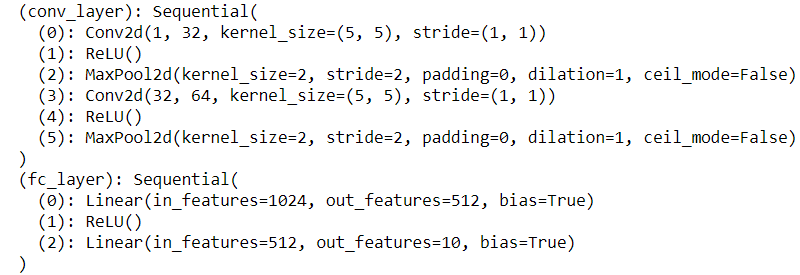 (conv_layer): Sequential(
(0): Conv2d(1, 32, kernel_size=(5, 5), stride=(1, 1))
(1): ReLU()
(2): MaxPool2d(kernel_size=2, stride=2, padding=0, dilation=1, ceil_mode=False)
(3): Conv2d(32, 64, kernel_size=(5, 5), stride=(1, 1))
(4): ReLU()
(5): MaxPool2d(kernel_size=2, stride=2, padding=0, dilation=1, ceil_mode=False)
)
(fc_layer): Sequential(
(0): Linear(in_features=1024, out_features=512, bias=True)
(1): ReLU()
(2): Linear(in_features=512, out_features=10, bias=True)
)